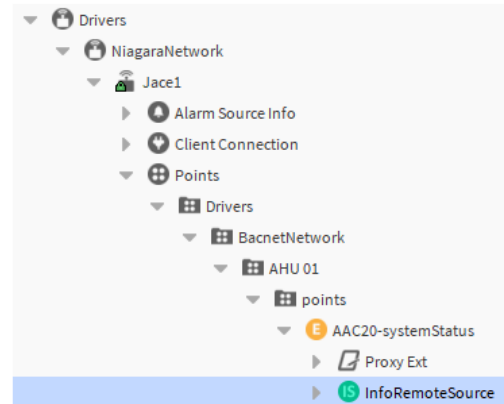 Drivers
NiagaraNetwork
Jace1
Alarm Source Info
Client Connection
Points
Drivers
BacnetNetwork
AHU 01
points
E AAC20-systemStatus
Proxy Ext
IS InfoRemoteSource